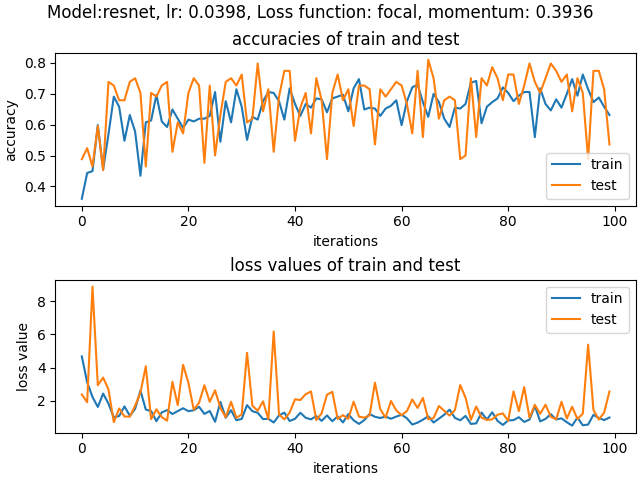 Model:resnet, lr: 0.0398, Loss function: focal, momentum: 0.3936
accuracies of train and test
accuracy
0.8
0.7
0.6
0.5
0.4
train
test
0
20
40
60
80
100
iterations
loss values of train and test
loss value
8
6
4
2
train
test
0
20
40
60
80
100
iterations